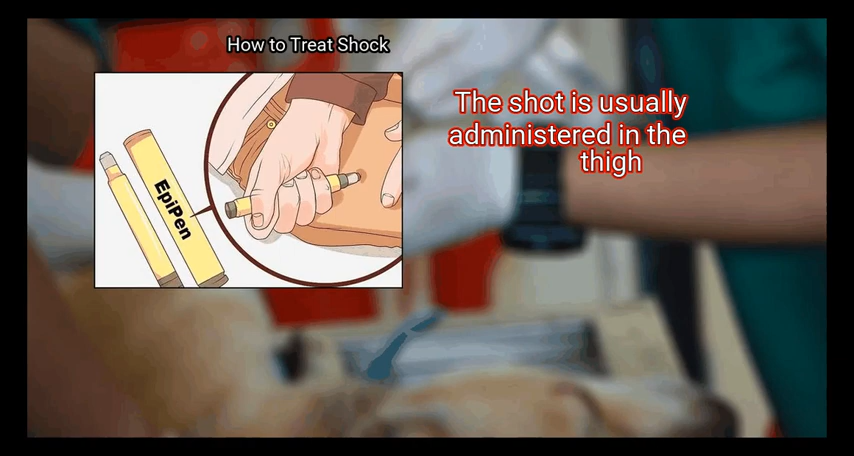 How to Treat Shock
The shot is usually
administered in the
thigh
EpiPen